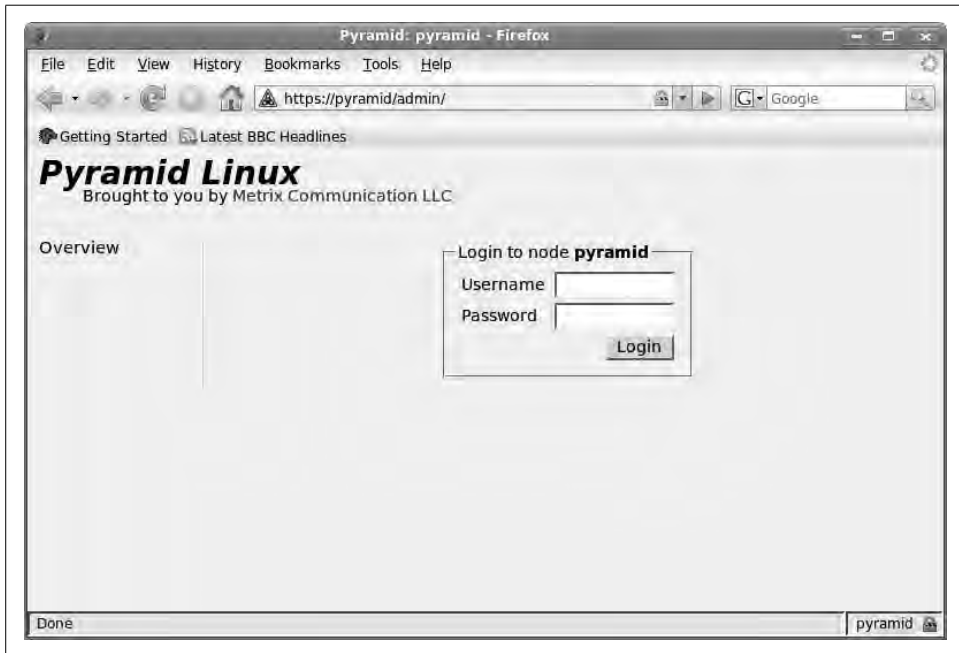 Pyramid: pyramid - Firefox
File Edit View History Bookmarks Tools Help
https://pyramid/admin/
G Google
Getting Started Latest BBC Headlines
Pyramid Linux
Brought to you by Metrix Communication LLC
Overview
Login to node pyramid
Username
Password
Login
Done
pyramid